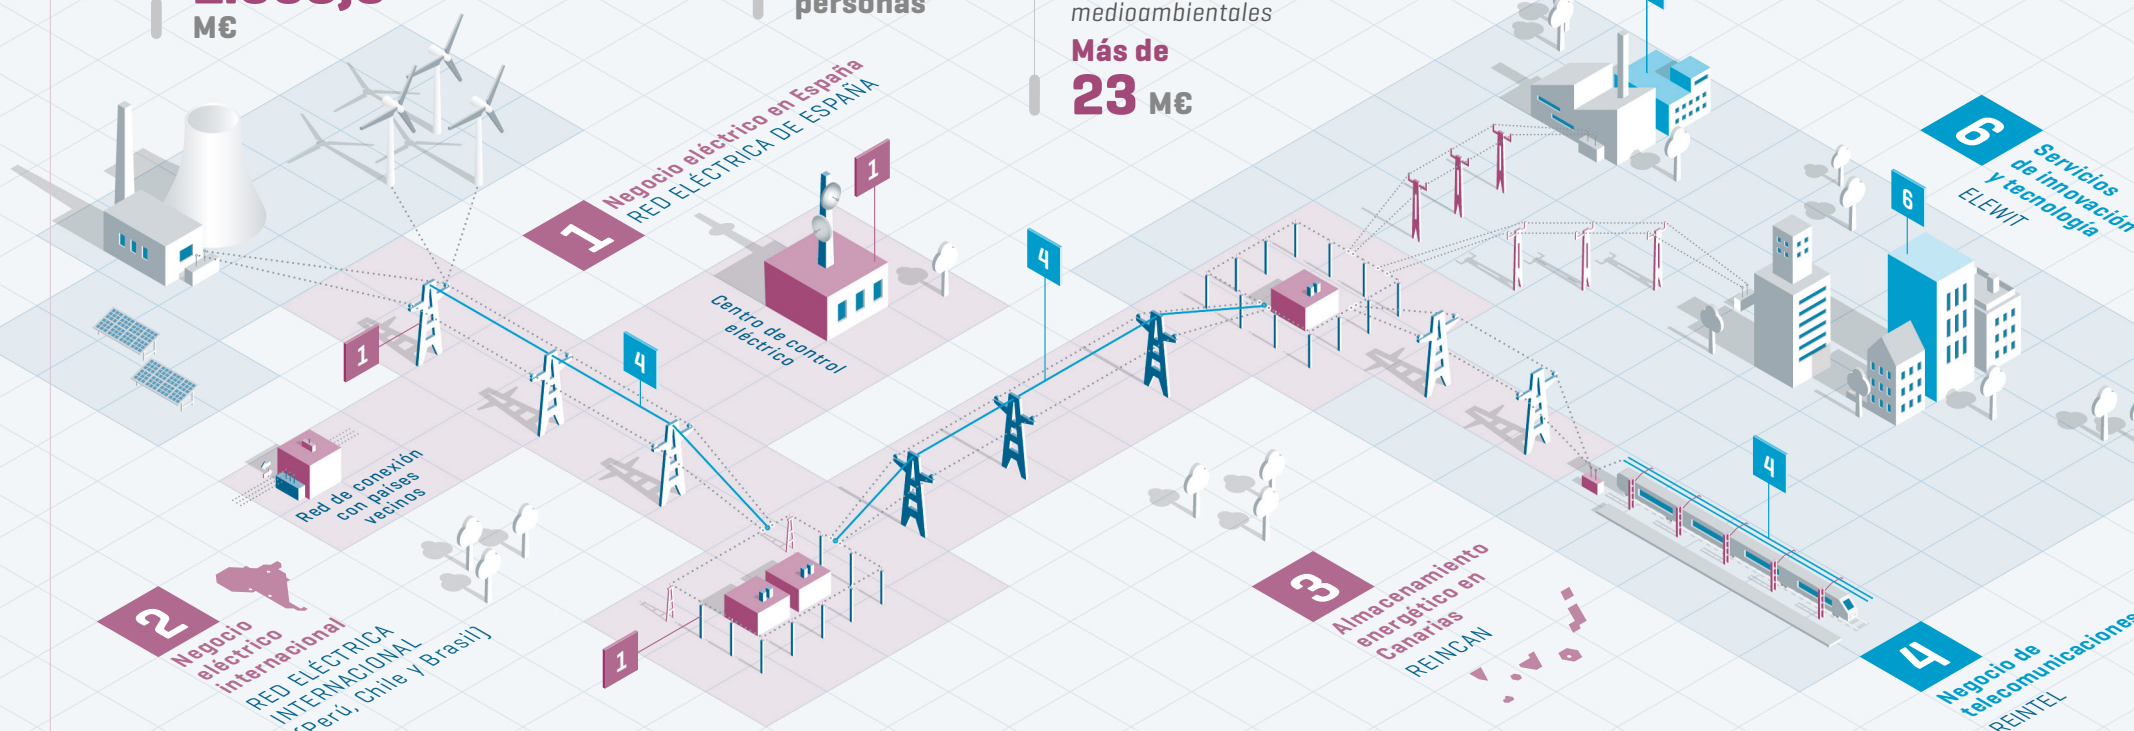 M€
personas
medioambientales
Más de
23 M€
1
Negocio eléctrico en España
RED ELÉCTRICA DE ESPAÑA
1
Centro de control
eléctrico
1
4
4
6
Servicios
de innovación
y tecnología
ELEWIT
6
Red de conexión
con países
vecinos
2
Negocio
eléctrico
internacional
RED ELÉCTRICA
INTERNACIONAL
(Perú, Chile y Brasil)
1
3
Almacenamiento
energético en
Canarias
REINCAN
4
4
Negocio de
telecomunicaciones
REINTEL